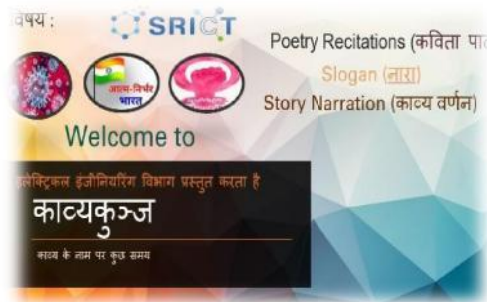 वषय :
SRICT
Poetry Recitations (कविता पा
Slogan (नारा)
Story Narration (काव्य वर्णन)
आत्म-निर्भर
भारत
Welcome to
लेक्ट्रिकल इंजीनियरिंग विभाग प्रस्तुत करता है
काव्यकुञ्ज
काव्य के नाम पर कुछ समय